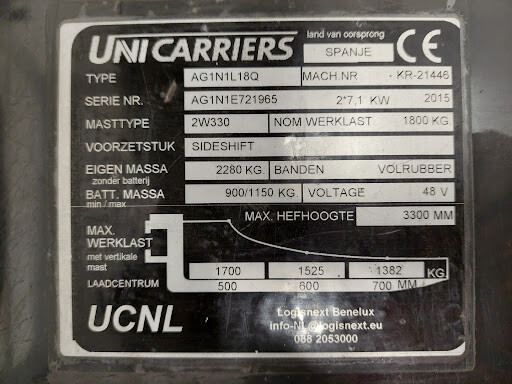 UNICARRIERS
land van oorsprong
SPANJE
CE
TYPE AG1N1L18Q MACH.NR KR-21446
SERIE NR. AG1N1E721965 2*7,1 KW 2015
MASTTYPE 2W330 NOM WERKLAST 1800 KG
VOORZETSTUK SIDESHIFT
EIGEN MASSA 2280 KG. BANDEN VOLRUBBER
zonder batterij
BATT. MASSA 900/1150 KG. VOLTAGE 48 V
min / max
MAX. HEFHOOGTE 3300 MM
MAX.
WERKLAST
met vertikale
mast
1700 1525 1382 KG
LAADCENTRUM 500 600 700 MM
UCNL
Logisnext Benelux
info-NL@logisnext.eu
088 2053000